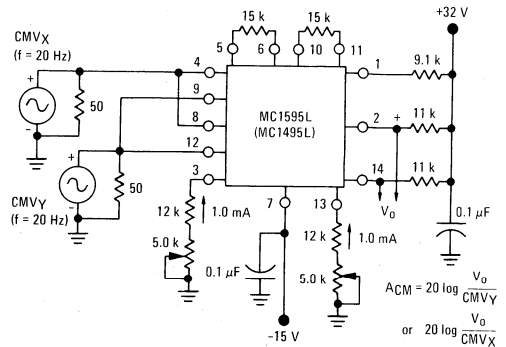 +32 V
15 k
15 k
CMVX
(f = 20 Hz)
5
6
10
11
4
1
9.1 k
+
-
50
9
8
MC1595L
(MC1495L)
2
+
11 k
12
+
-
CMVY
(f = 20 Hz)
50
3
14
11 k
7
13
VO
0.1 µF
12 k
1.0 mA
12 k
1.0 mA
5.0 k
0.1 µF
5.0 k
-15 V
ACM = 20 log VO/CMVY
or 20 log VO/CMVX